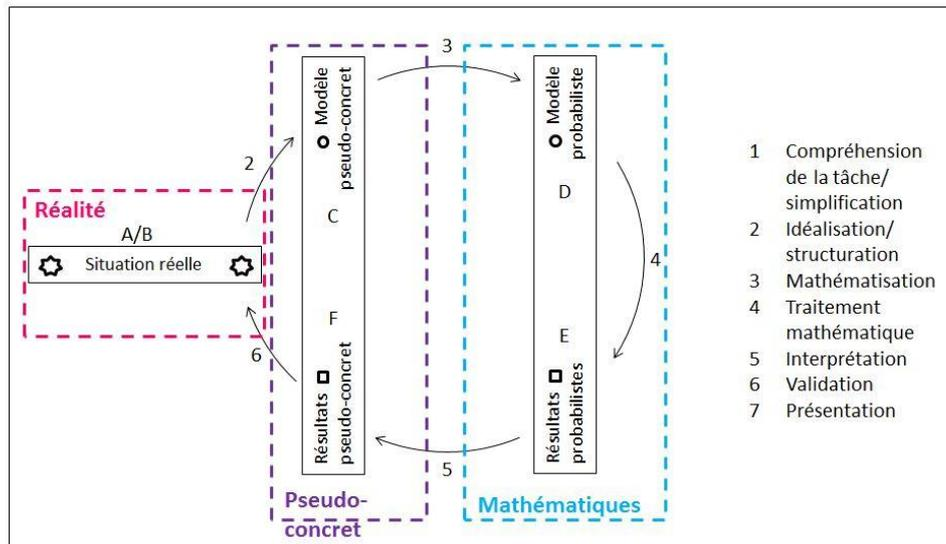 Réalité
A/B
Situation réelle
2
6
Modèle
pseudo-concret
C
F
Résultats
pseudo-concret
Pseudo-
concret
3
5
Modèle
probabiliste
D
E
Résultats
probabilistes
Mathématiques
4
1 Compréhension
de la tâche/
simplification
2 Idéalisation/
structuration
3 Mathématisation
4 Traitement
mathématique
5 Interprétation
6 Validation
7 Présentation